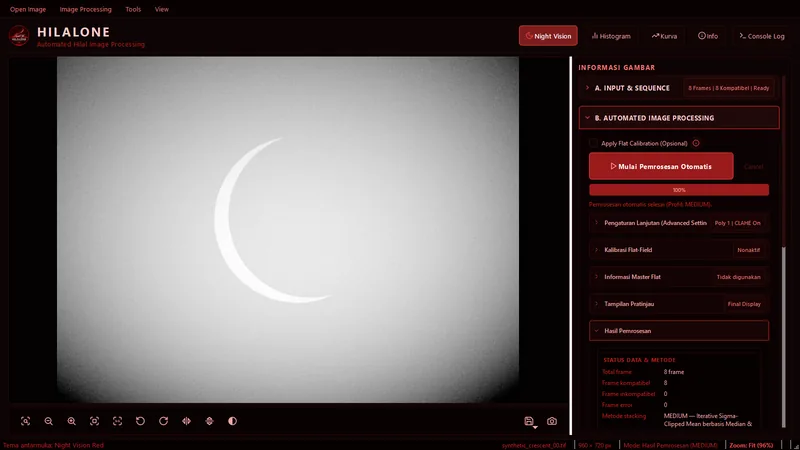 Open Image Image Processing Tools View
HILALONE
Automated Hilal Image Processing
Night Vision Histogram Kurva Info Console Log
INFORMASI GAMBAR
A. INPUT & SEQUENCE 8 Frames | 8 Kompatibel | Ready
B. AUTOMATED IMAGE PROCESSING
Apply Flat Calibration (Opsional)
Mulai Pemrosesan Otomatis Cancel
100%
Pemrosesan otomatis selesai (Profil: MEDIUM).
Pengaturan Lanjutan (Advanced Settin Poly 1 | CLAHE On
Kalibrasi Flat-Field Nonaktif
Informasi Master Flat Tidak digunakan
Tampilan Pratinjau Final Display
Hasil Pemrosesan
STATUS DATA & METODE
Total frame 8 frame
Frame kompatibel 8
Frame inkompatibel 0
Frame error 0
Metode stacking MEDIUM — Iterative Sigma-
Clipped Mean berbasis Median &
Tema antarmuka: Night Vision Red synthetic_crescent_00.tif 960 × 720 px Mode: Hasil Pemrosesan (MEDIUM) Zoom: Fit (96%)